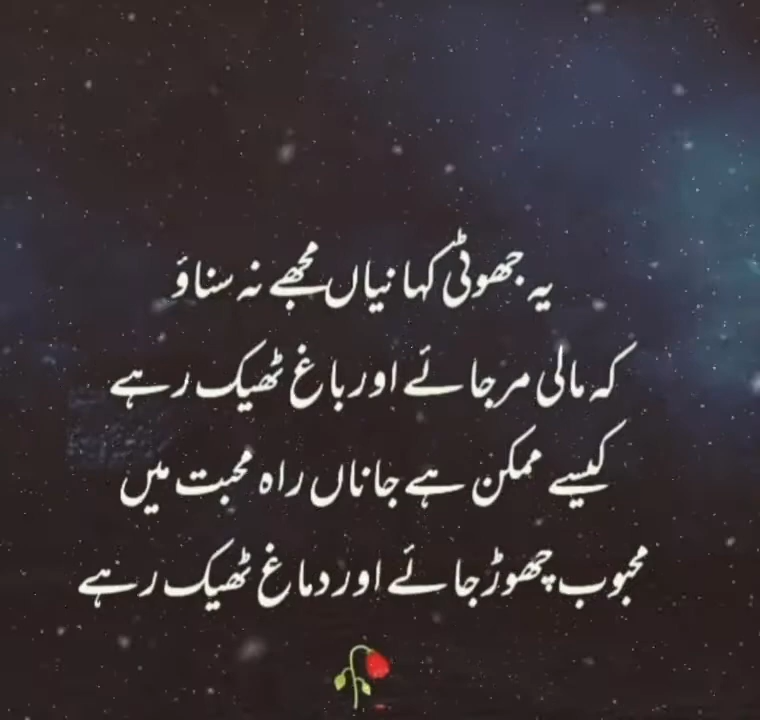 یہ جھوٹی کہانیاں مجھے نہ سناؤ
کہ مالی مر جائے اور باغ ٹھیک رہے
کیسے ممکن ہے جاناں راہ محبت میں
محبوب چھوڑ جائے اور دماغ ٹھیک رہے